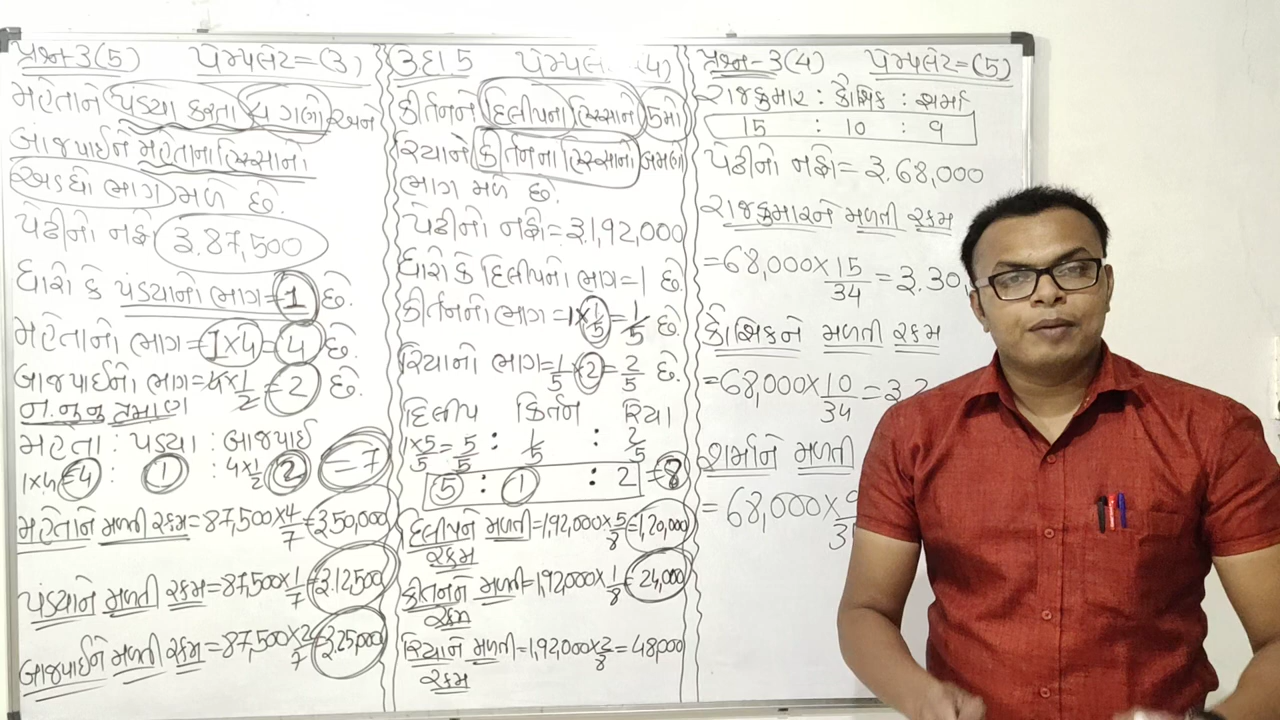 પ્રશ્ન-3(5) પેમ્પલેટ=(3)
મહેતાને પંડ્યા કરતા ૪ ગણો અને
બાજપાઈને મહેતાના હિસ્સાનો
અડધો ભાગ મળે છે.
પેઢીનો નફો રૂ.87,500
ધારો કે પંડ્યાનો ભાગ=1 છે.
મહેતાનો ભાગ=1×4=4 છે.
બાજપાઈનો ભાગ=4×1/2=2 છે.
ન.નુ.નુ પ્રમાણ
મહેતા : પંડ્યા : બાજપાઈ
1×4=4 : 1 : 4×1/2 2 =7
મહેતાને મળતી રકમ=87,500×4/7=રૂ.50,000
પંડ્યાને મળતી રકમ=87,500×1/7=રૂ.12,500
બાજપાઈને મળતી રકમ=87,500×2/7=રૂ.25,000
ઉદા 5 પેમ્પલે 4)
કીર્તનને દિલીપના હિસ્સાને 5મો
રિયાને કીર્તનના હિસ્સાનો બમણો
ભાગ મળે છે.
પેઢીનો નફો=રૂ.1,92,000
ધારો કે દિલીપનો ભાગ=1 છે.
કીર્તનનો ભાગ=1×1/5=1/5 છે.
રિયાનો ભાગ=1/5×2=2/5 છે.
દિલીપ કિર્તન રિયા
1×5/5=5/5 : 1/5 : 2/5
5 : 1 : 2 =8
દિલીપને મળતી રકમ=1,92,000×5/8=1,20,000
કીર્તનને મળતી રકમ=1,92,000×1/8=24,000
રિયાને મળતી રકમ=1,92,000×2/8=48,000
પ્રશ્ન-3(4) પેમ્પલેટ=(5)
રાજકુમાર : કૌશિક : શર્મા
15 : 10 : 9
પેઢીનો નફો=રૂ.68,000
રાજકુમારને મળતી રકમ
=68,000×15/34=રૂ.30,
કૌશિકને મળતી રકમ
=68,000×10/34=રૂ.2
શર્માને મળતી
=68,000×9/3